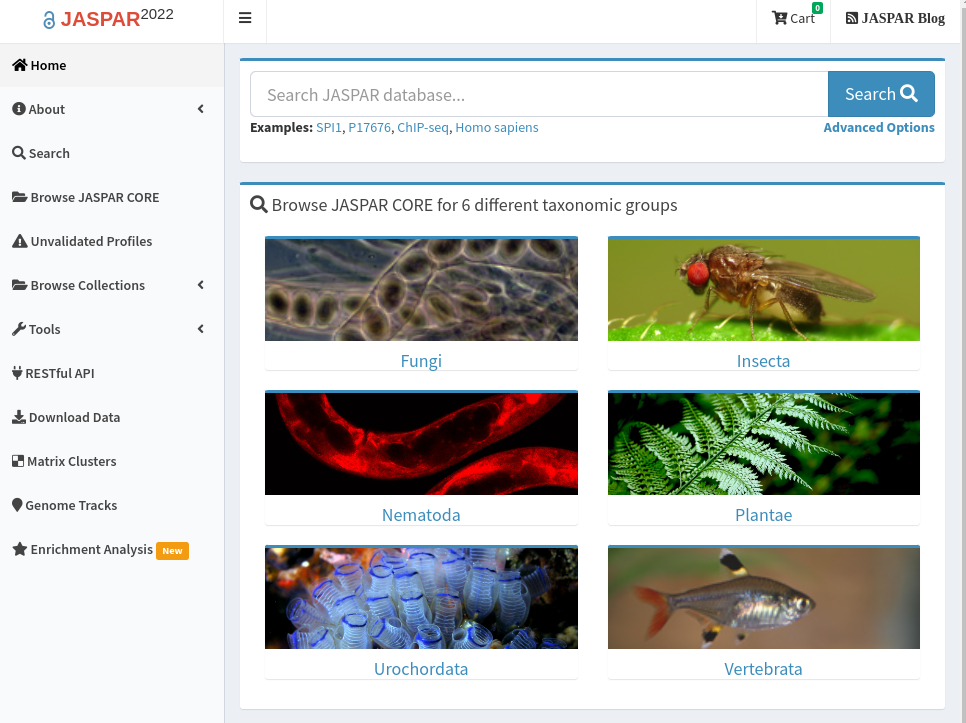 JASPAR2022
Cart 0
JASPAR Blog
Home
About
Search
Browse JASPAR CORE
Unvalidated Profiles
Browse Collections
Tools
RESTful API
Download Data
Matrix Clusters
Genome Tracks
Enrichment Analysis New
Search JASPAR database...
Search
Examples: SPI1, P17676, ChIP-seq, Homo sapiens
Advanced Options
Browse JASPAR CORE for 6 different taxonomic groups
Fungi
Insecta
Nematoda
Plantae
Urochordata
Vertebrata